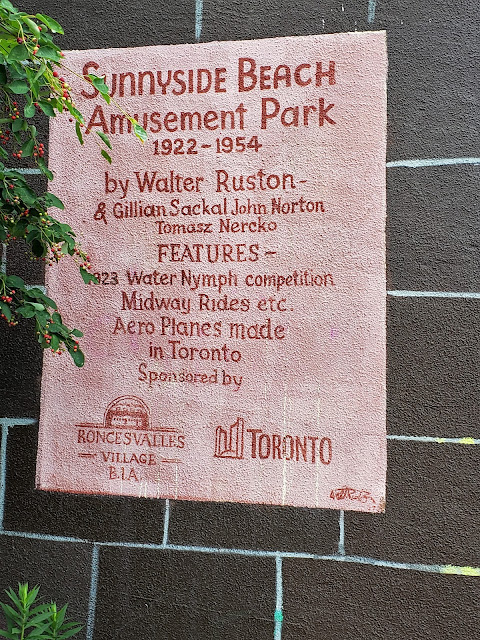 SUNNYSIDE BEACH
Amusement Park
1922-1954
by Walter Ruston-
& Gillian Sackal John Norton
Tomasz Nercko
FEATURES-
1923 Water Nymph competition
Midway Rides etc.
Aero Planes made
in Toronto
Sponsored by
RONCESVALLES
VILLAGE
B.I.A.
TORONTO